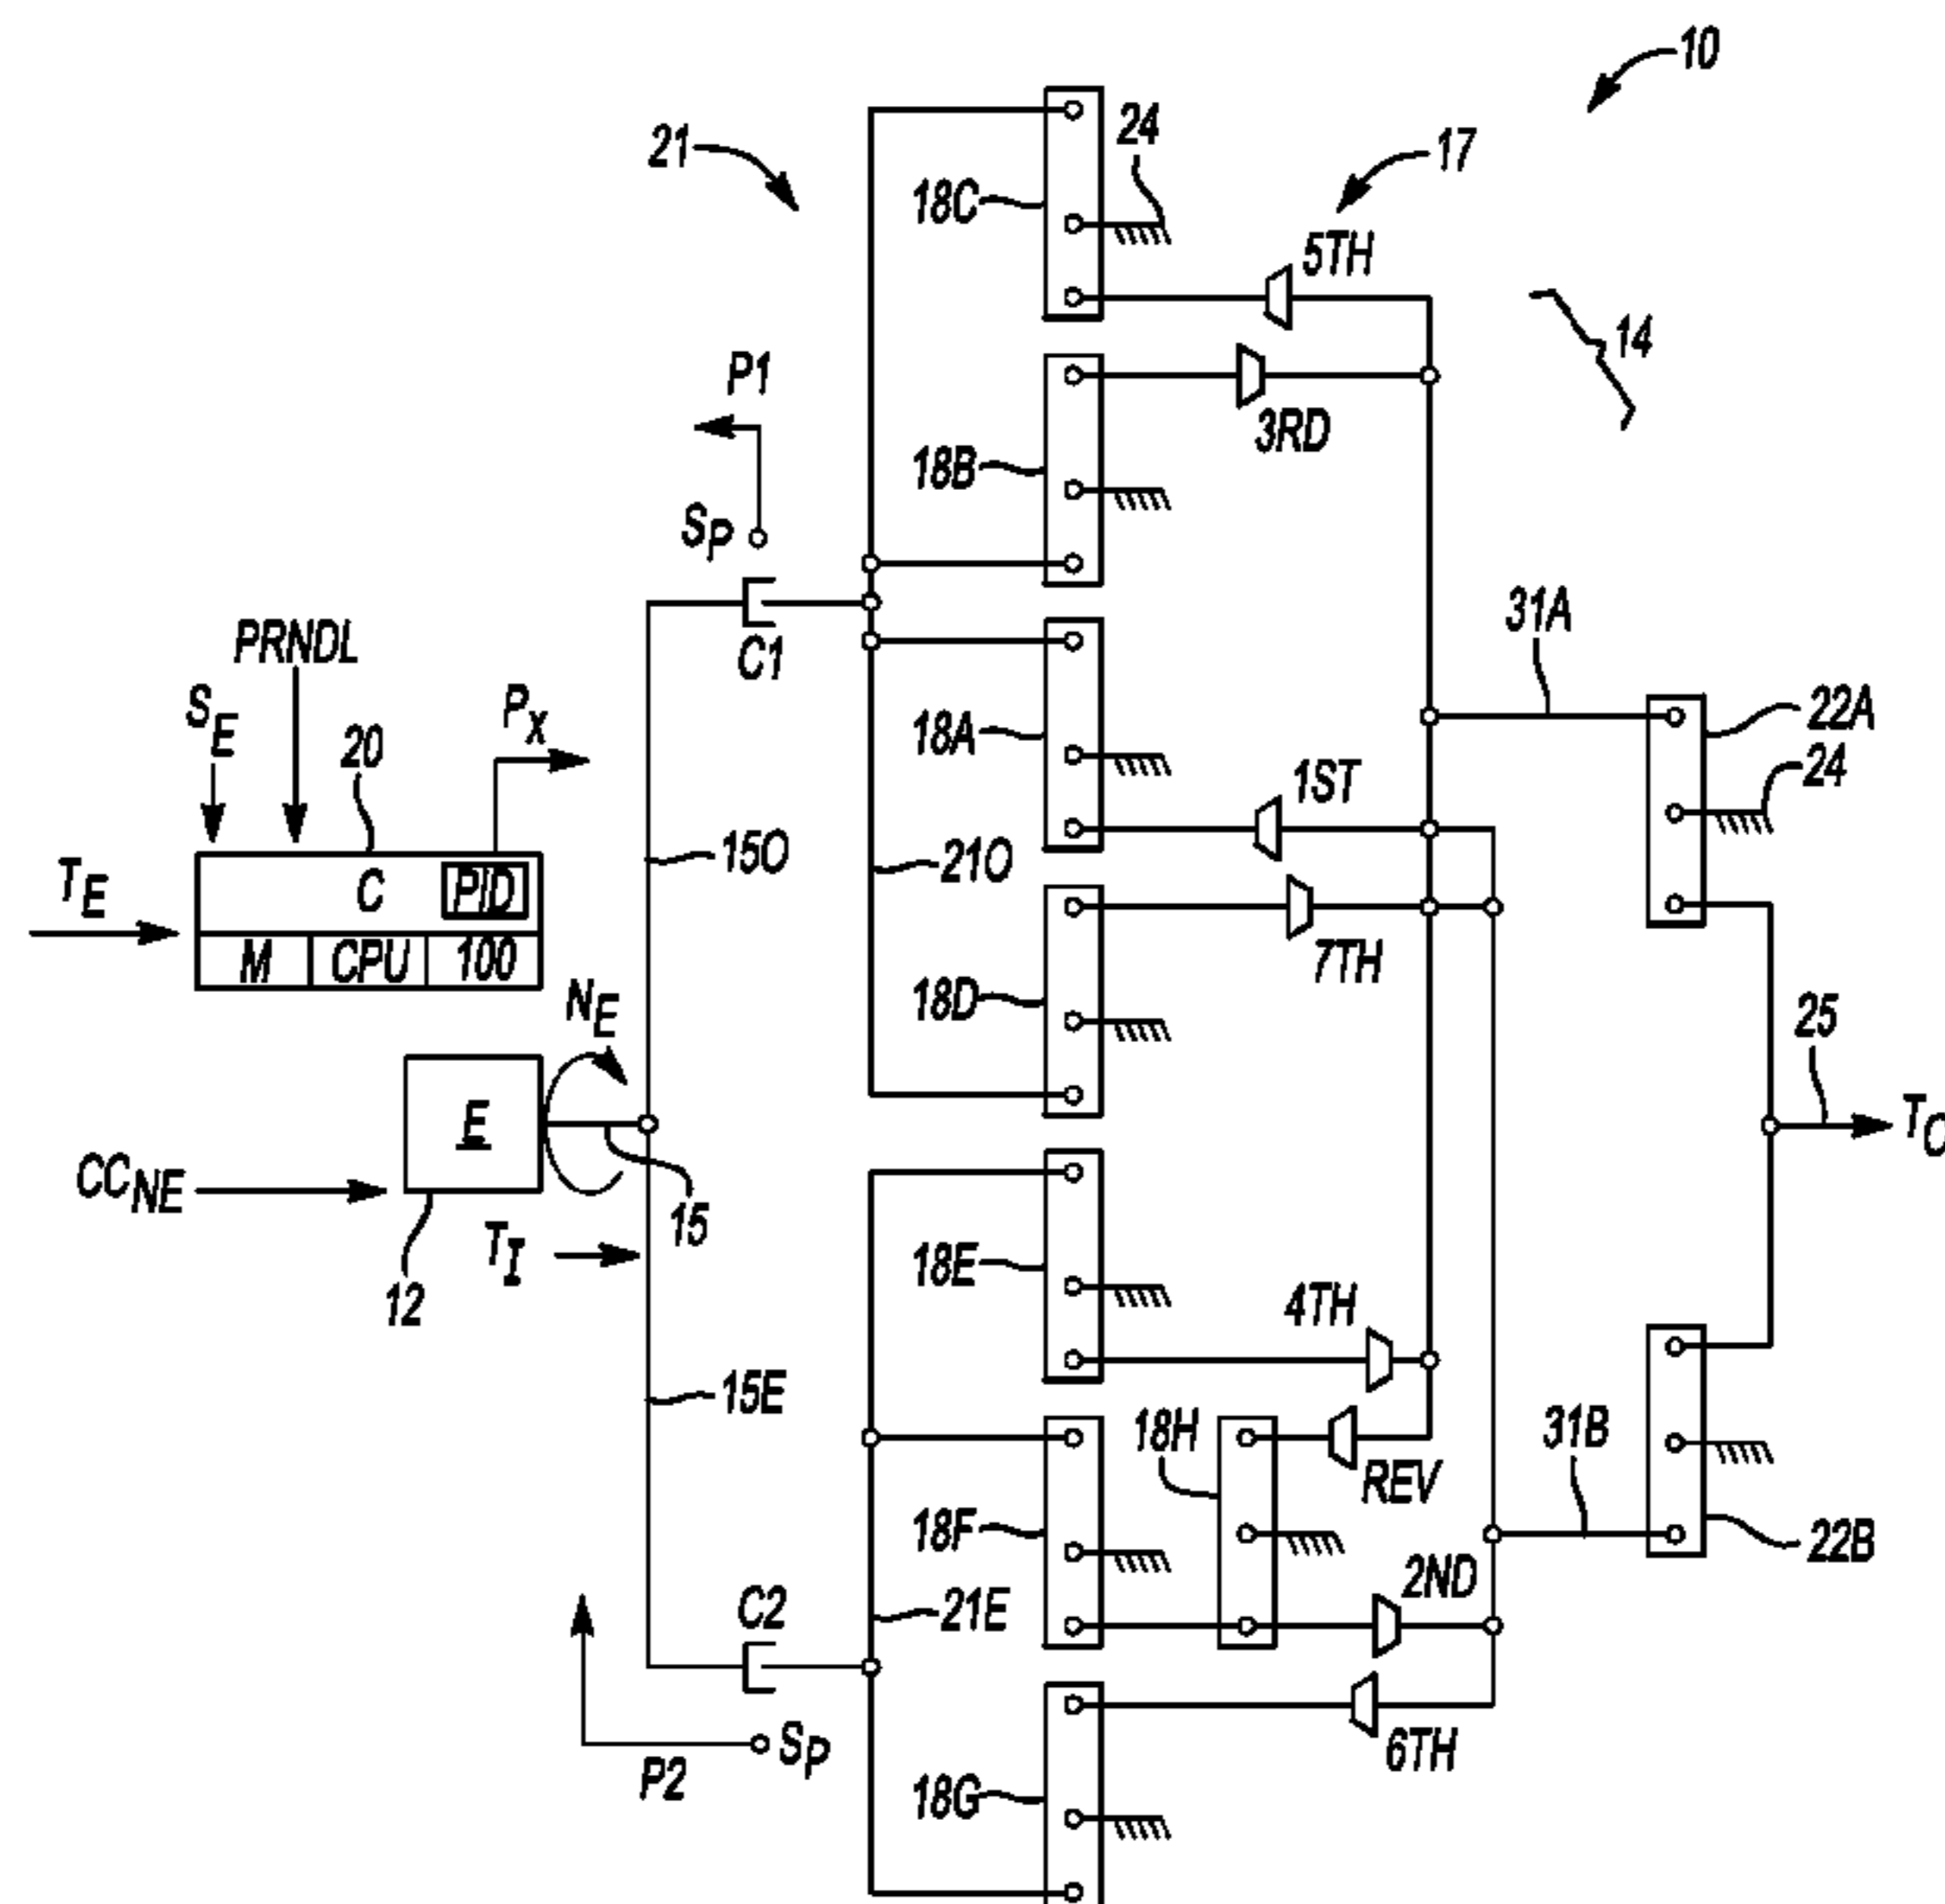 10
21
24
17
18C
5TH
14
P1
3RD
18B
SP
31A
PRNDL
C1
SE
PX
22A
20
18A
24
1ST
15O
21O
TE
C
PID
M
CPU
100
7TH
NE
18D
25
E
TO
CCNE
15
TI
18E
12
4TH
15E
18H
31B
REV
18F
C2
2ND
22B
21E
SP
P2
6TH
18G